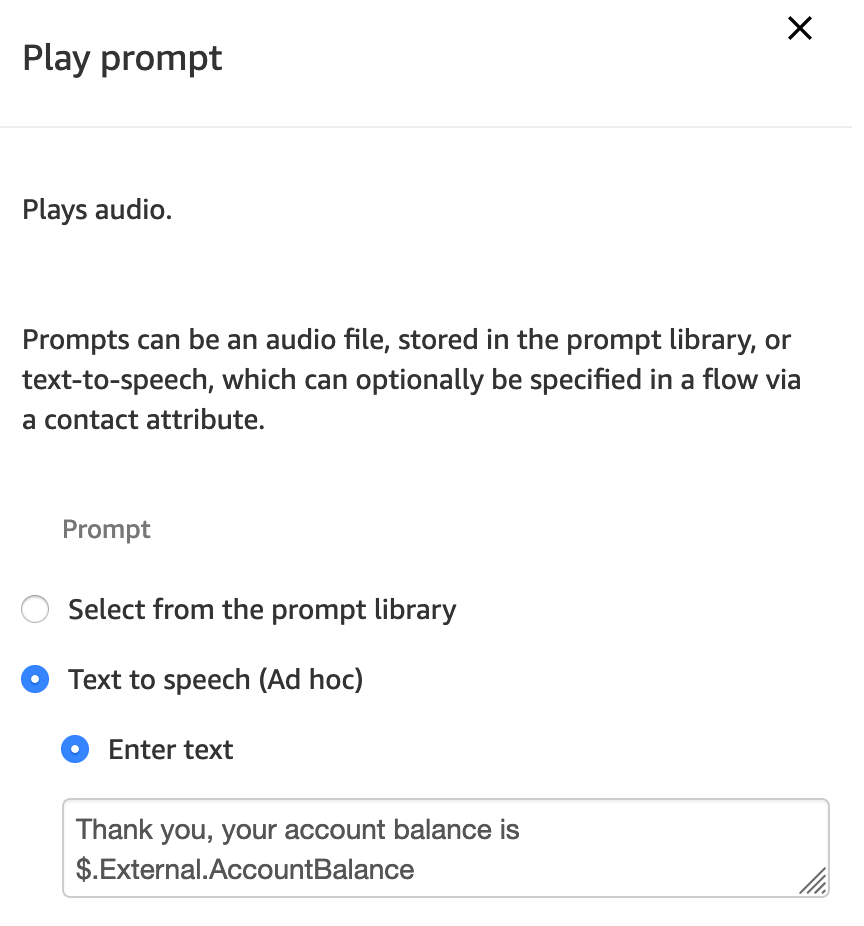 Play prompt
Plays audio.
Prompts can be an audio file, stored in the prompt library, or
text-to-speech, which can optionally be specified in a flow via
a contact attribute.
Prompt
Select from the prompt library
Text to speech (Ad hoc)
Enter text
Thank you, your account balance is
$.External.AccountBalance